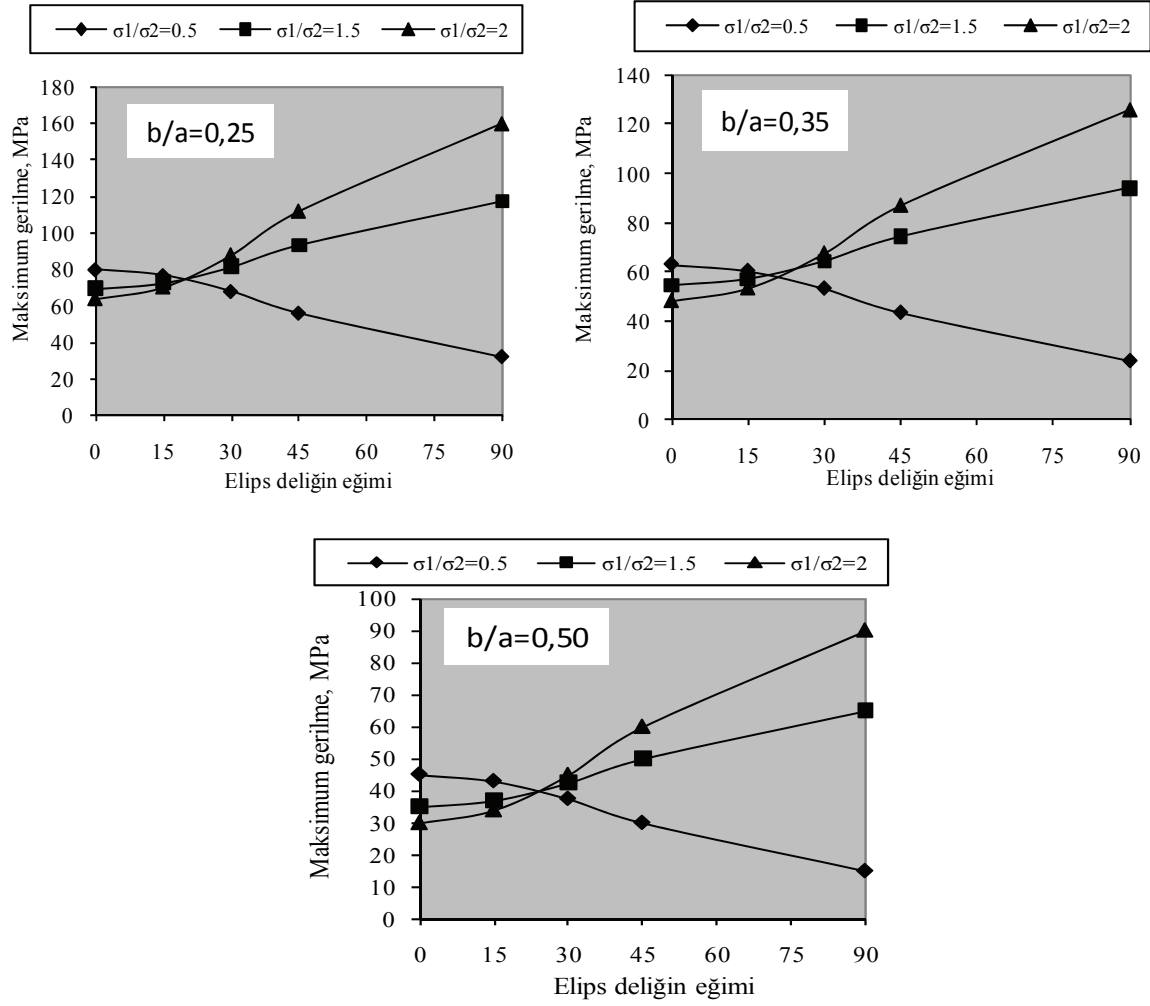 σ1/σ2=0.5 σ1/σ2=1.5 σ1/σ2=2
180
160
140
120
100
80
60
40
20
0
Maksimum gerilme, MPa
b/a=0,25
0 15 30 45 60 75 90
Elips deliğin eğimi
σ1/σ2=0.5 σ1/σ2=1.5 σ1/σ2=2
140
120
100
80
60
40
20
0
Maksimum gerilme, MPa
b/a=0,35
0 15 30 45 60 75 90
Elips deliğin eğimi
σ1/σ2=0.5 σ1/σ2=1.5 σ1/σ2=2
100
90
80
70
60
50
40
30
20
10
0
Maksimum gerilme, MPa
b/a=0,50
0 15 30 45 60 75 90
Elips deliğin eğimi